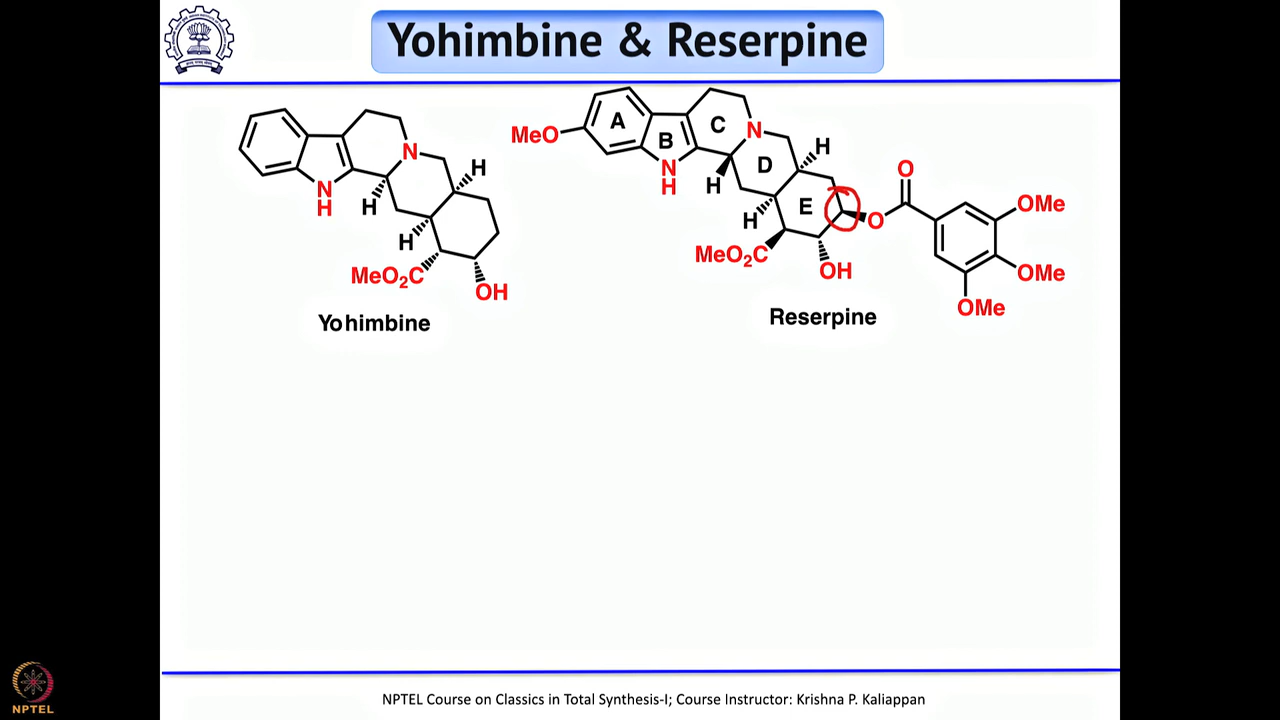 Yohimbine & Reserpine
N
N
H
H
H
H
MeO₂C
OH
Yohimbine
MeO
A
B
C
N
D
E
N
H
H
H
H
MeO₂C
OH
O
O
OMe
OMe
OMe
Reserpine
NPTEL Course on Classics in Total Synthesis-I; Course Instructor: Krishna P. Kaliappan
NPTEL